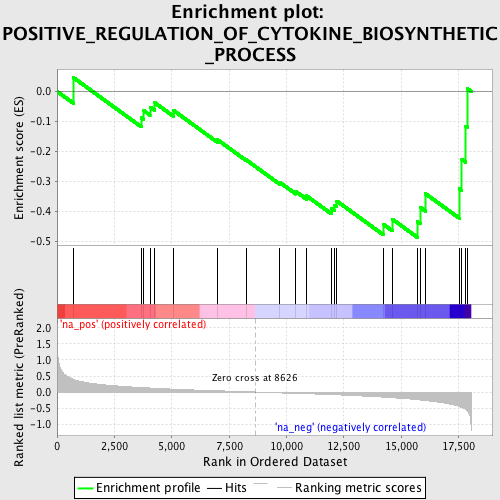 Enrichment plot:
POSITIVE_REGULATION_OF_CYTOKINE_BIOSYNTHETIC
_PROCESS
Enrichment score (ES)
0.0
-0.1
-0.2
-0.3
-0.4
-0.5
'na_pos' (positively correlated)
Ranked list metric (PreRanked)
2.0
1.5
1.0
0.5
0.0
-0.5
-1.0
Zero cross at 8626
'na_neg' (negatively correlated)
0 2,500 5,000 7,500 10,000 12,500 15,000 17,500
Rank in Ordered Dataset
Enrichment profile Hits Ranking metric scores